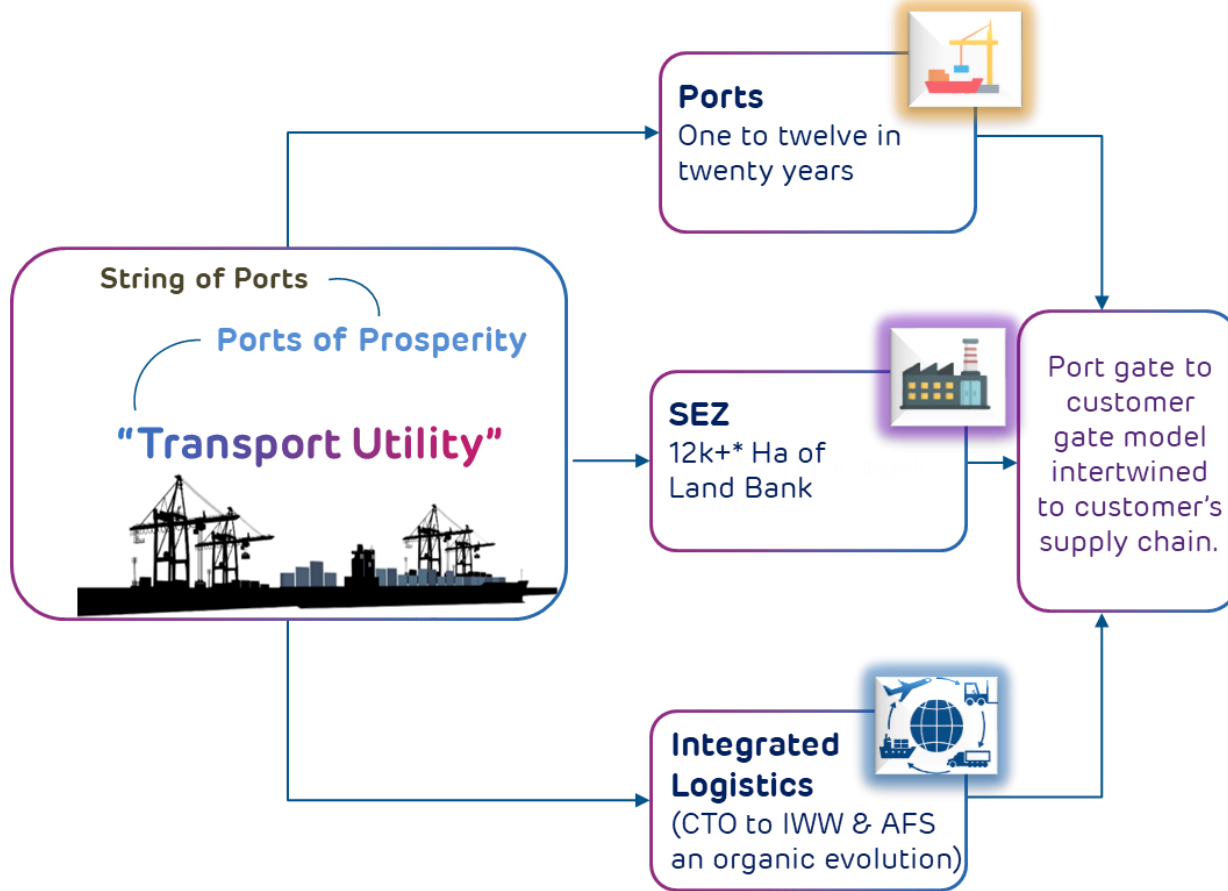 String of Ports
Ports of Prosperity
“Transport Utility”
Ports
One to twelve in
twenty years
SEZ
12k+* Ha of
Land Bank
Integrated
Logistics
(CTO to IWW & AFS
an organic evolution)
Port gate to
customer
gate model
intertwined
to customer’s
supply chain.